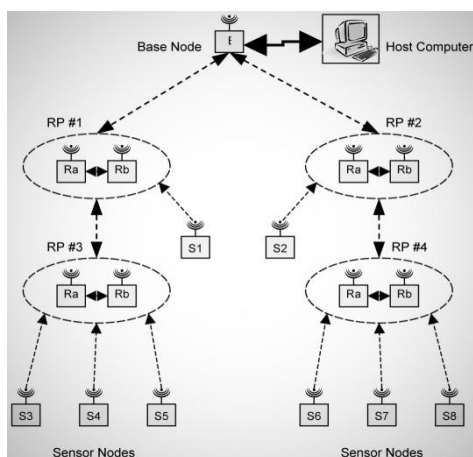 Base Node
E
Host Computer
RP #1
RP #2
Ra
Rb
Ra
Rb
S1
S2
RP #3
RP #4
Ra
Rb
Ra
Rb
S3
S4
S5
S6
S7
S8
Sensor Nodes
Sensor Nodes